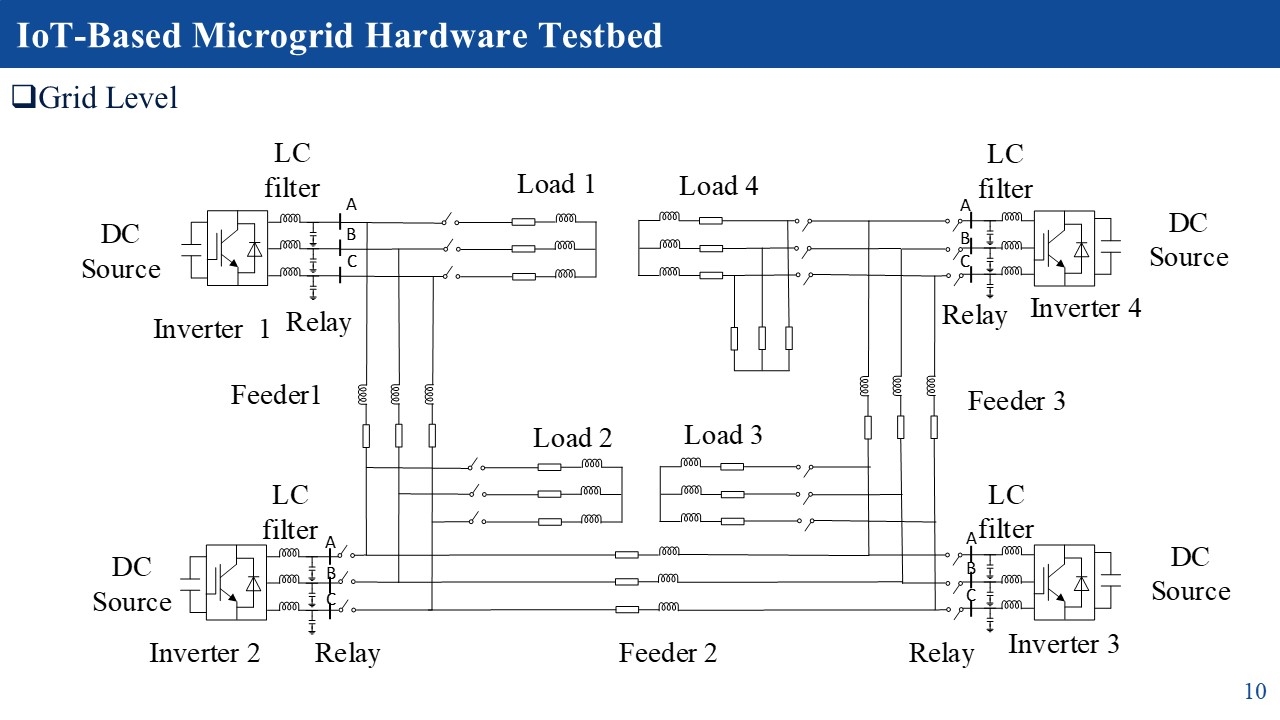 IoT-Based Microgrid Hardware Testbed
❑Grid Level
LC
filter
Load 1
Load 4
LC
filter
DC
Source
A
B
C
A
B
C
DC
Source
Inverter 1
Relay
Relay
Inverter 4
Feeder1
Feeder 3
Load 2
Load 3
LC
filter
LC
filter
DC
Source
A
B
C
A
B
C
DC
Source
Inverter 2
Relay
Feeder 2
Relay
Inverter 3
10